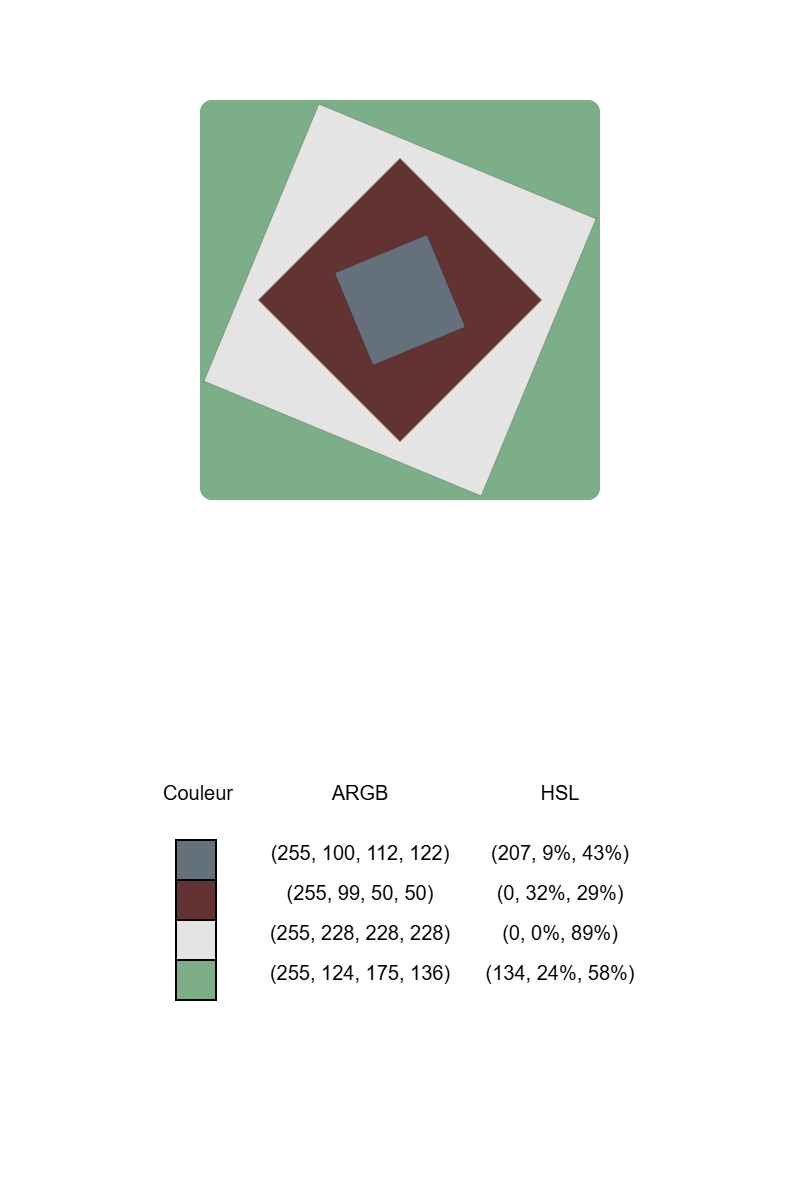 Couleur ARGB HSL
(255, 100, 112, 122) (207, 9%, 43%)
(255, 99, 50, 50) (0, 32%, 29%)
(255, 228, 228, 228) (0, 0%, 89%)
(255, 124, 175, 136) (134, 24%, 58%)